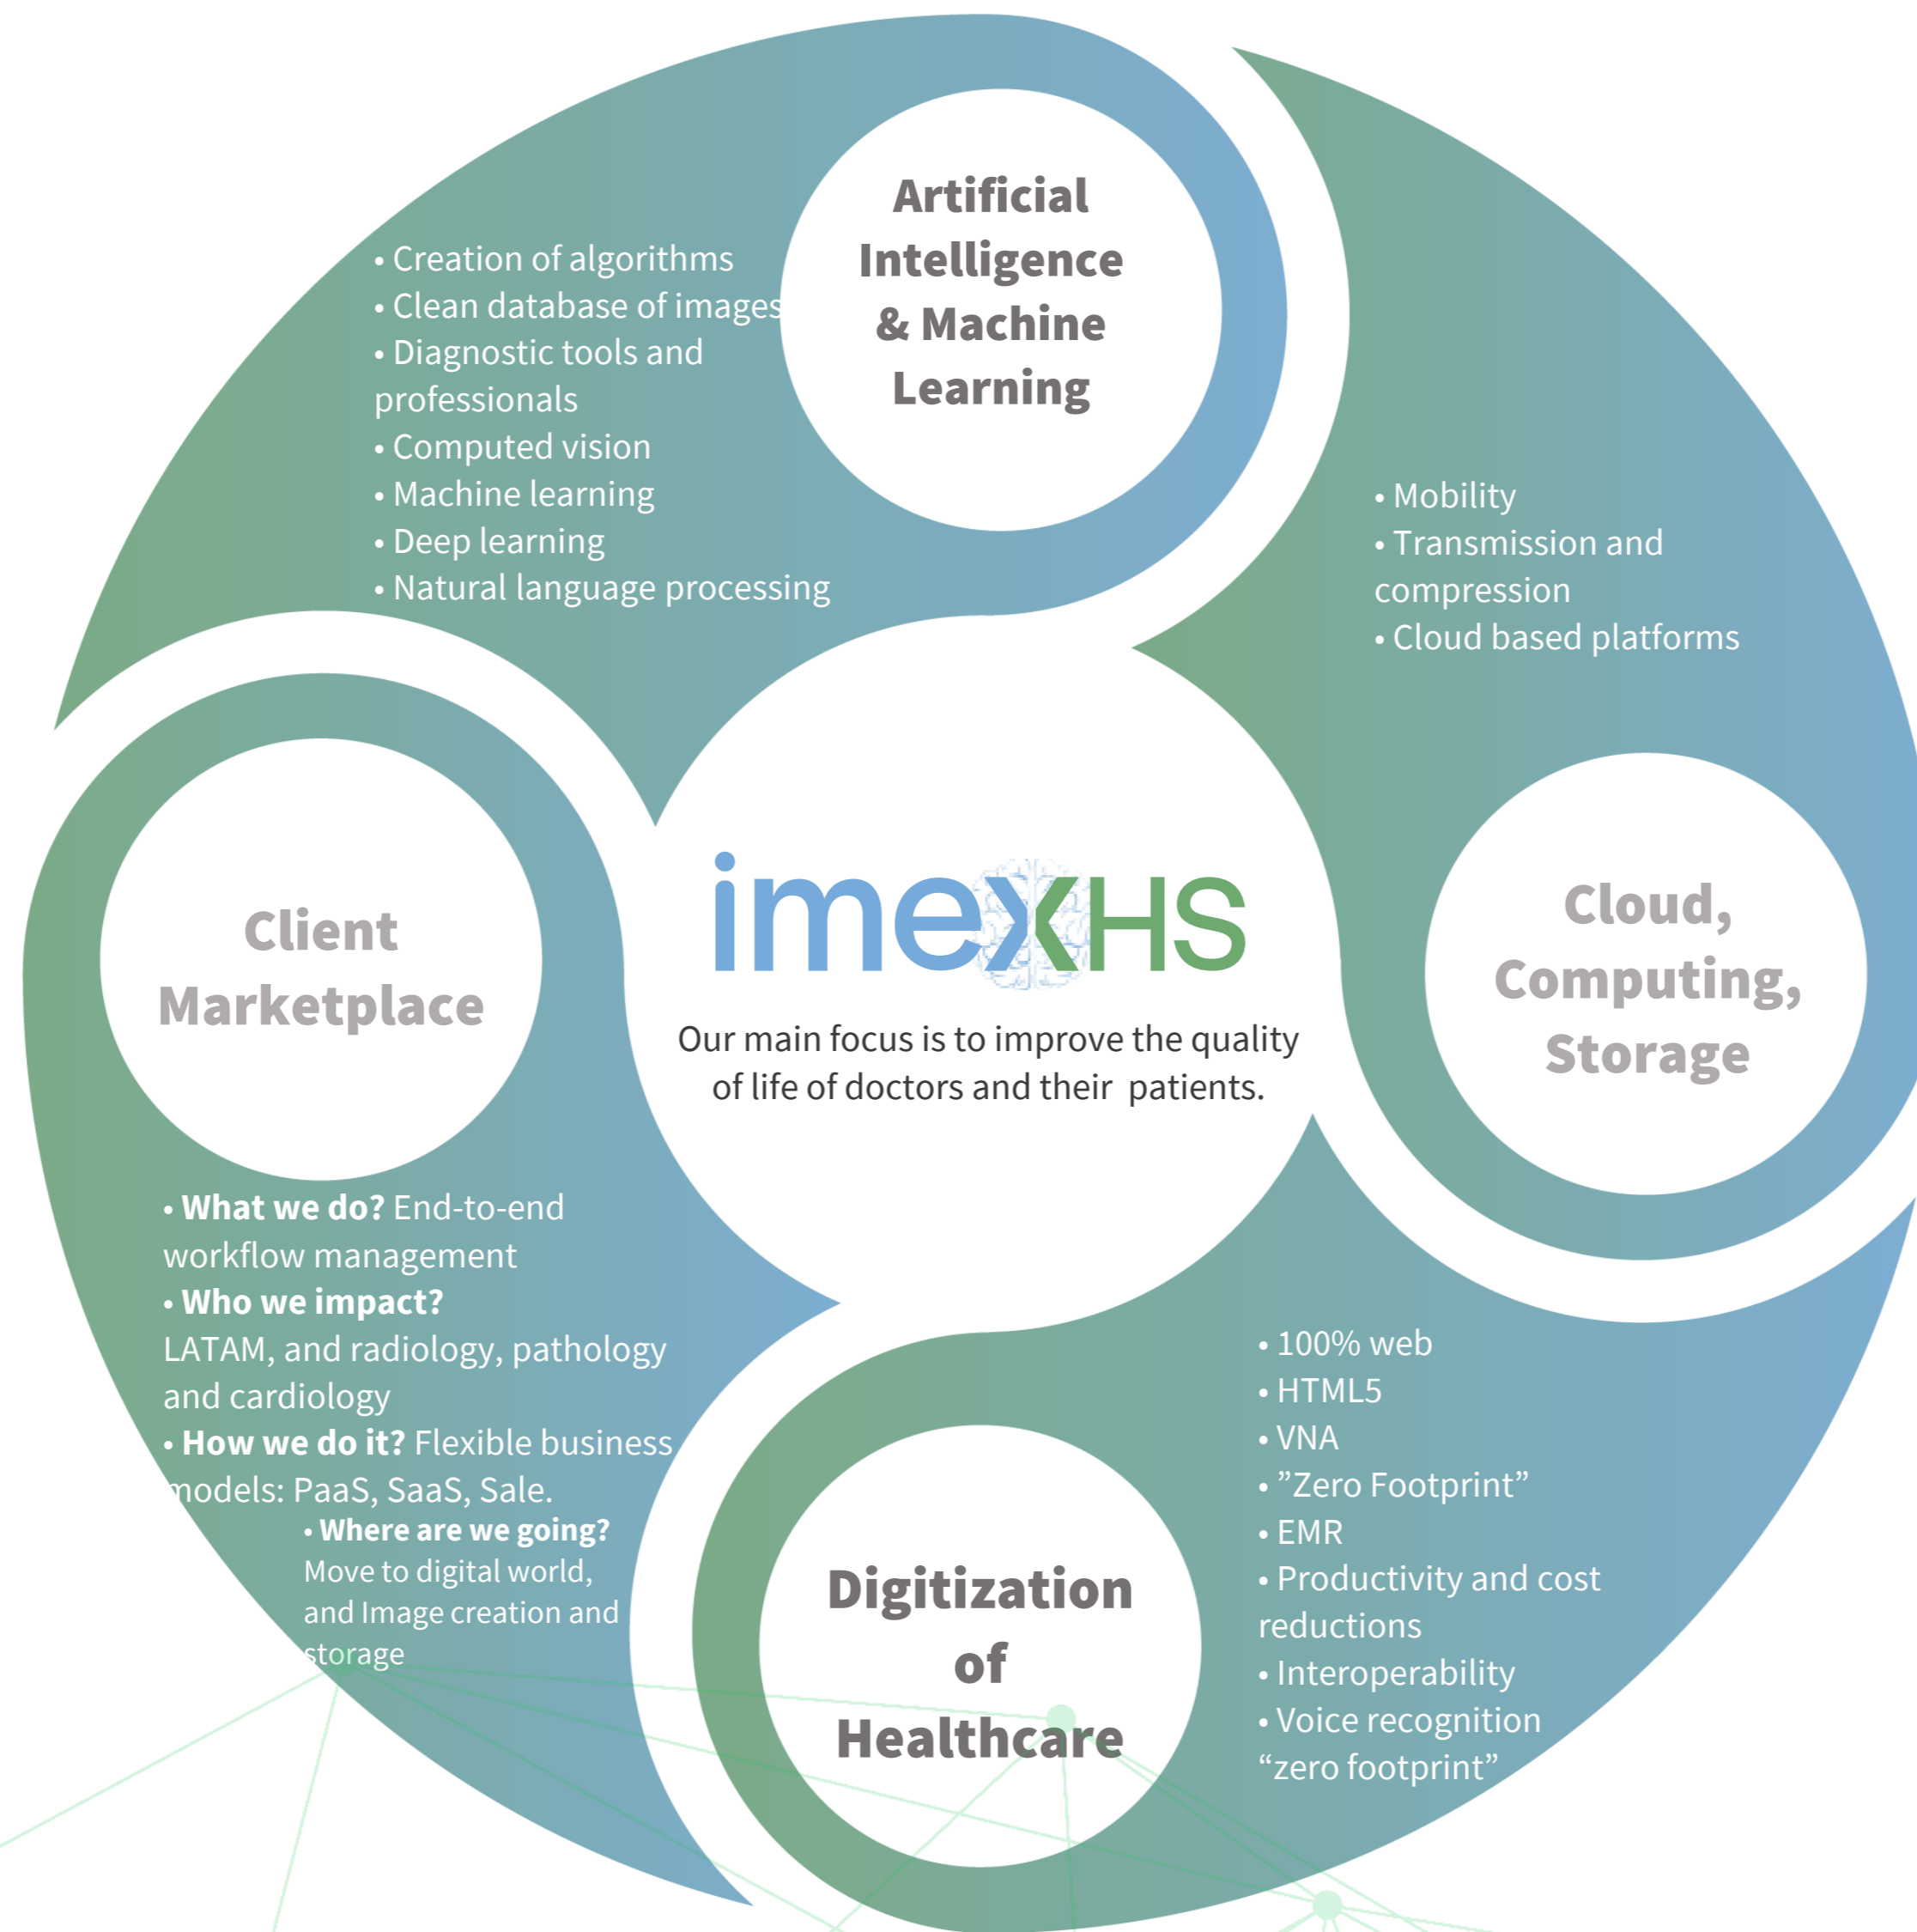 Artificial
Intelligence
& Machine
Learning
• Creation of algorithms
• Clean database of images
• Diagnostic tools and
professionals
• Computed vision
• Machine learning
• Deep learning
• Natural language processing
• Mobility
• Transmission and
compression
• Cloud based platforms
Cloud,
Computing,
Storage
imexHS
Our main focus is to improve the quality
of life of doctors and their patients.
Client
Marketplace
• What we do? End-to-end
workflow management
• Who we impact?
LATAM, and radiology, pathology
and cardiology
• How we do it? Flexible business
models: PaaS, SaaS, Sale.
• Where are we going?
Move to digital world,
and Image creation and
storage
Digitization
of
Healthcare
• 100% web
• HTML5
• VNA
• ”Zero Footprint”
• EMR
• Productivity and cost
reductions
• Interoperability
• Voice recognition
“zero footprint”